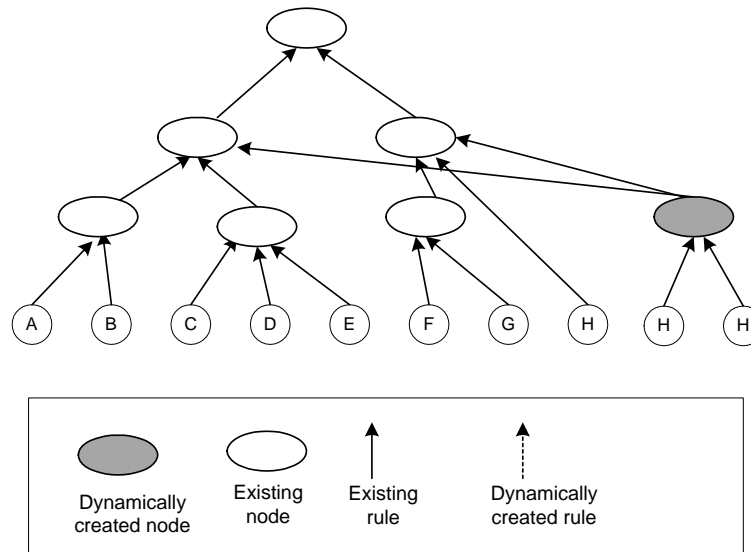 A
B
C
D
E
F
G
H
H
H
Dynamically
created node
Existing
node
Existing
rule
Dynamically
created rule